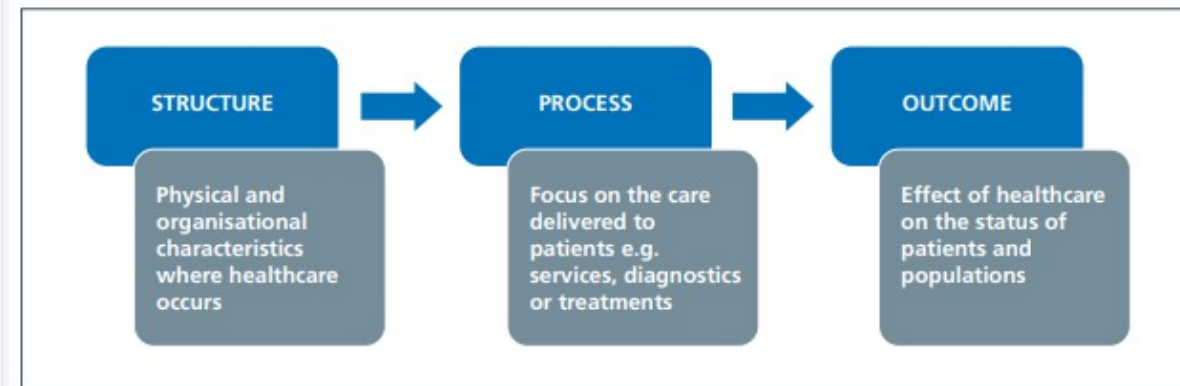 STRUCTURE
Physical and
organisational
characteristics
where healthcare
occurs
PROCESS
Focus on the care
delivered to
patients e.g.
services, diagnostics
or treatments
OUTCOME
Effect of healthcare
on the status of
patients and
populations